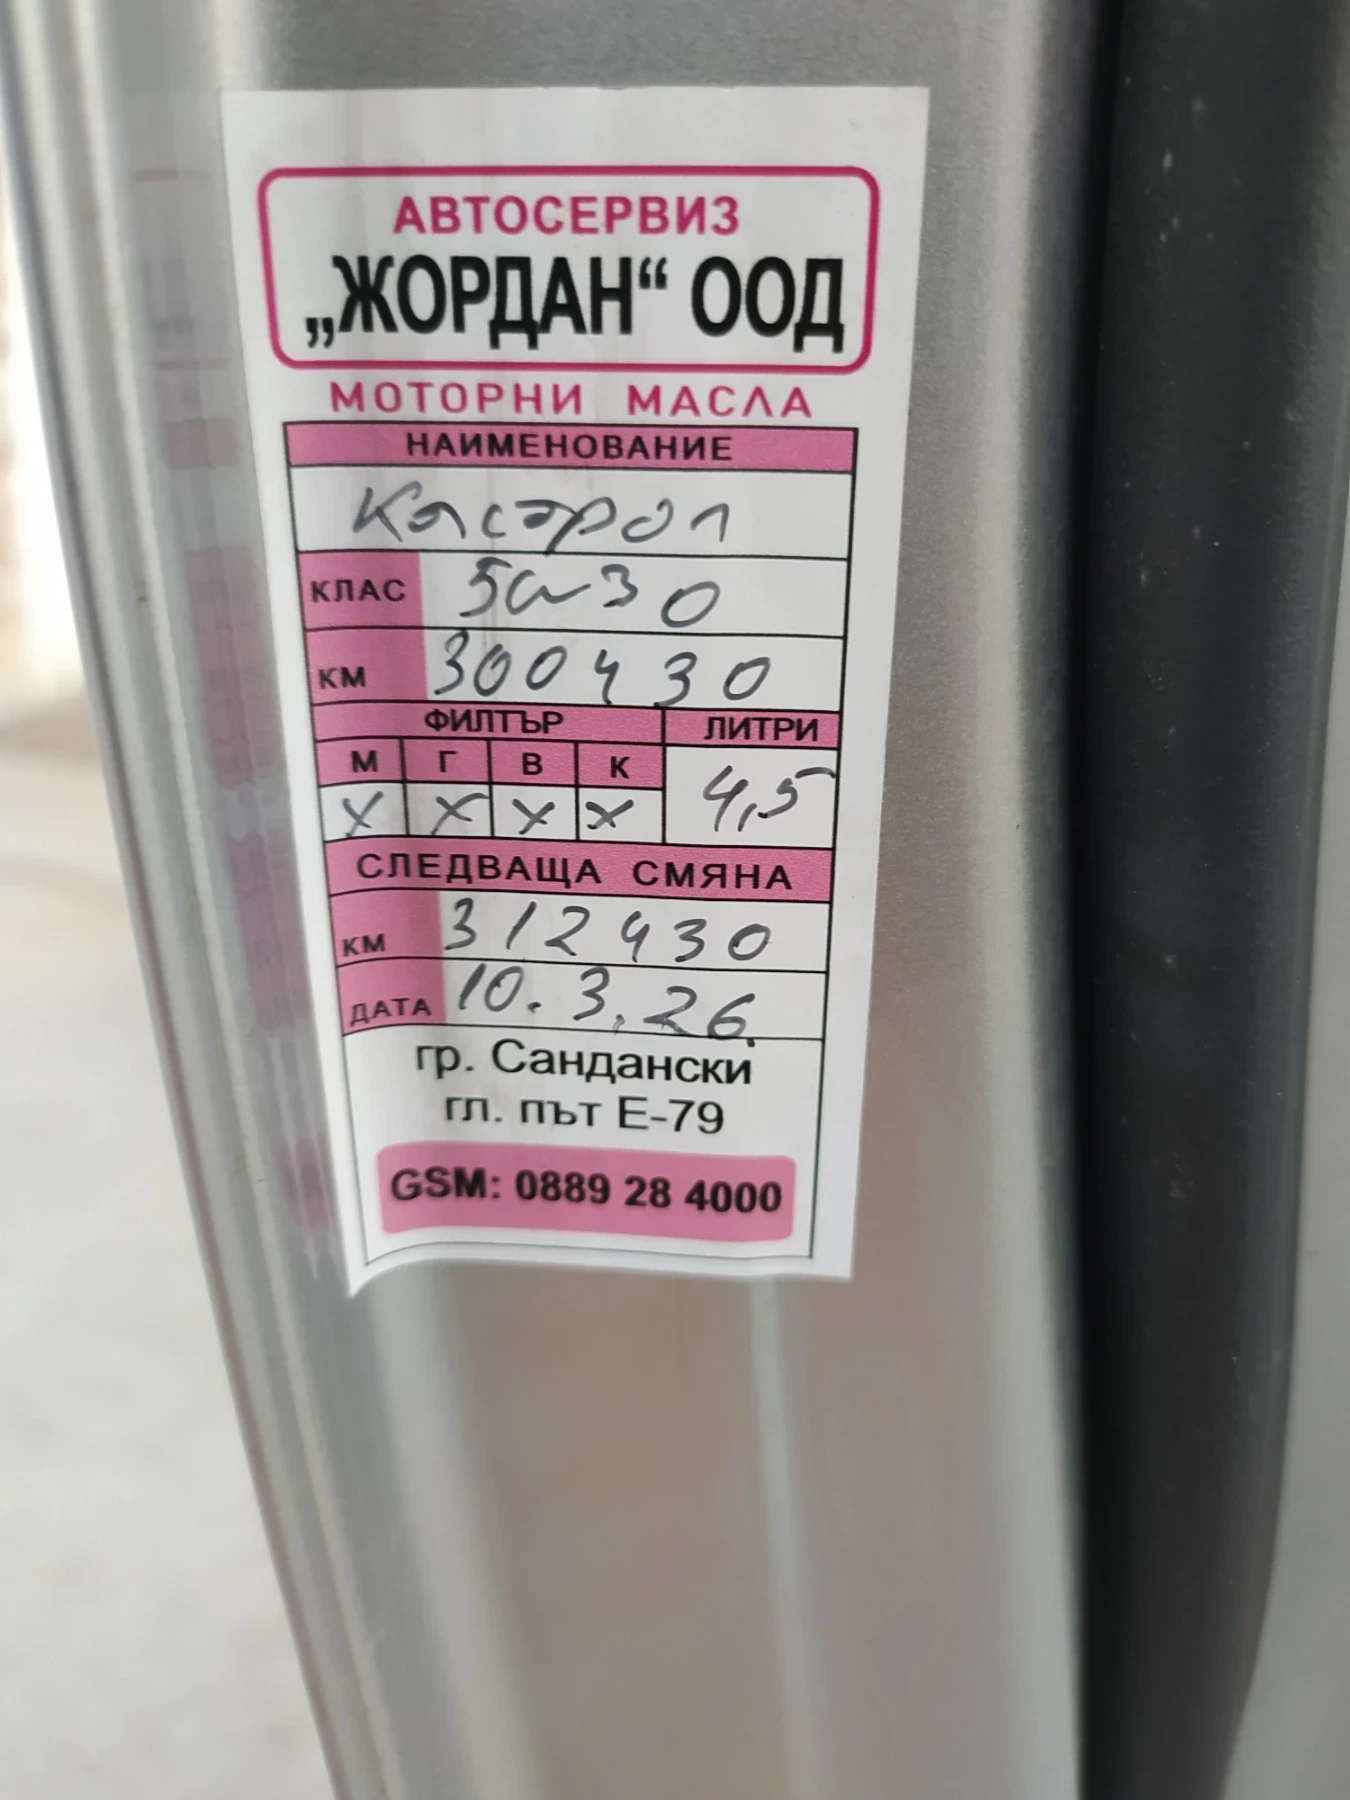 АВТОСЕРВИЗ
„ЖОРДАН“ ООД
МОТОРНИ МАСЛА
НАИМЕНОВАНИЕ
Кастрол
КЛАС 5w30
КМ 300430
ФИЛТЪР ЛИТРИ
М Г В К
X X X X 4,5
СЛЕДВАЩА СМЯНА
КМ 312430
ДАТА 10.3.26.
гр. Сандански
гл. път Е-79
GSM: 0889 28 4000